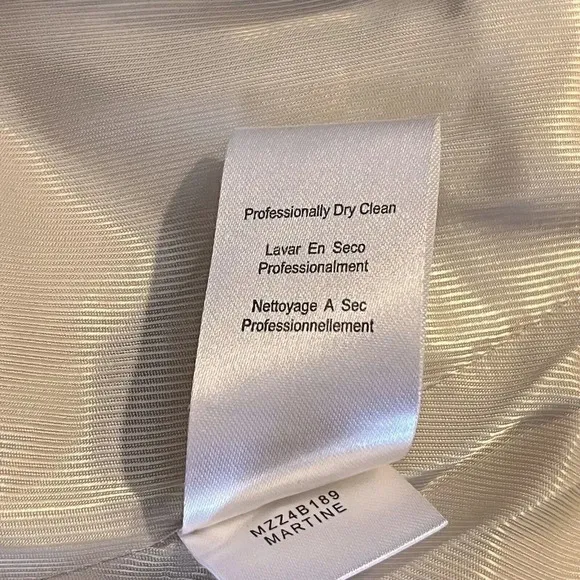 Professionally Dry Clean
Lavar En Seco
Professionalment
Nettoyage A Sec
Professionnellement
MZZ4B189
MARTINE